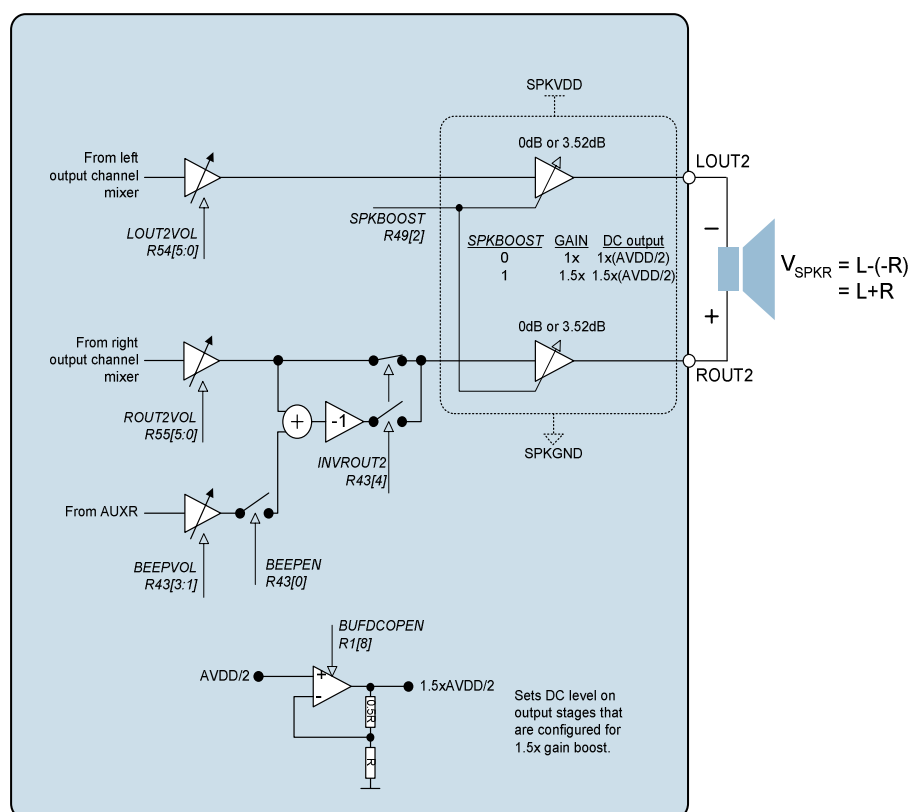 SPKVDD
0dB or 3.52dB
LOUT2
From left
output channel
mixer
LOUT2VOL
R54[5:0]
SPKBOOST
R49[2]
SPKBOOST GAIN DC output
0 1x 1x(AVDD/2)
1 1.5x 1.5x(AVDD/2)
−
+
VSPKR = L-(-R)
= L+R
0dB or 3.52dB
ROUT2
From right
output channel
mixer
ROUT2VOL
R55[5:0]
+
-1
INVROUT2
R43[4]
SPKGND
From AUXR
BEEPVOL
R43[3:1]
BEEPEN
R43[0]
BUFDCOPEN
R1[8]
AVDD/2
+
-
1.5xAVDD/2
0.5R
R
Sets DC level on
output stages that
are configured for
1.5x gain boost.